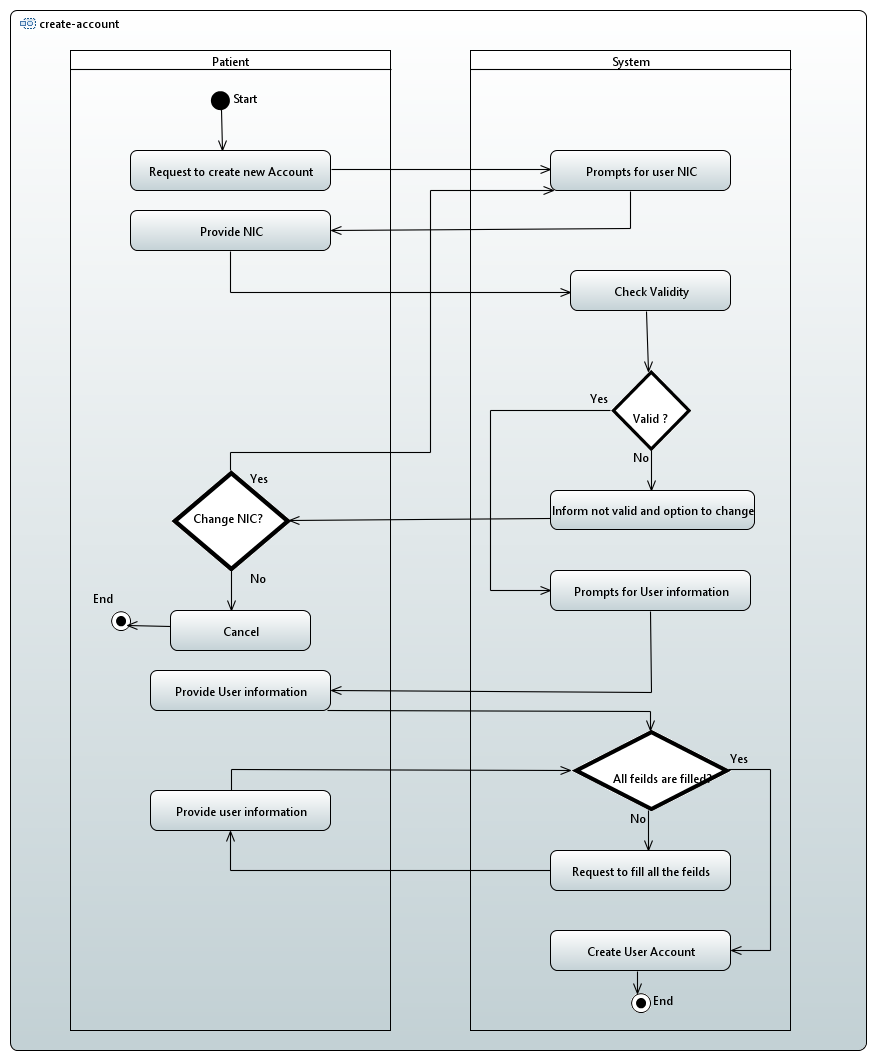 create-account
Patient
System
Start
Request to create new Account
Prompts for user NIC
Provide NIC
Check Validity
Yes
Valid ?
No
Yes
Inform not valid and option to change
Change NIC?
No
Prompts for User information
End
Cancel
Provide User information
Yes
All feilds are filled?
Provide user information
No
Request to fill all the feilds
Create User Account
End